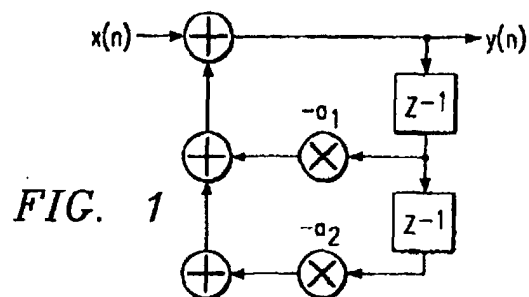 x(n) y(n)
z⁻¹
-a₁
z⁻¹
FIG. 1
-a₂